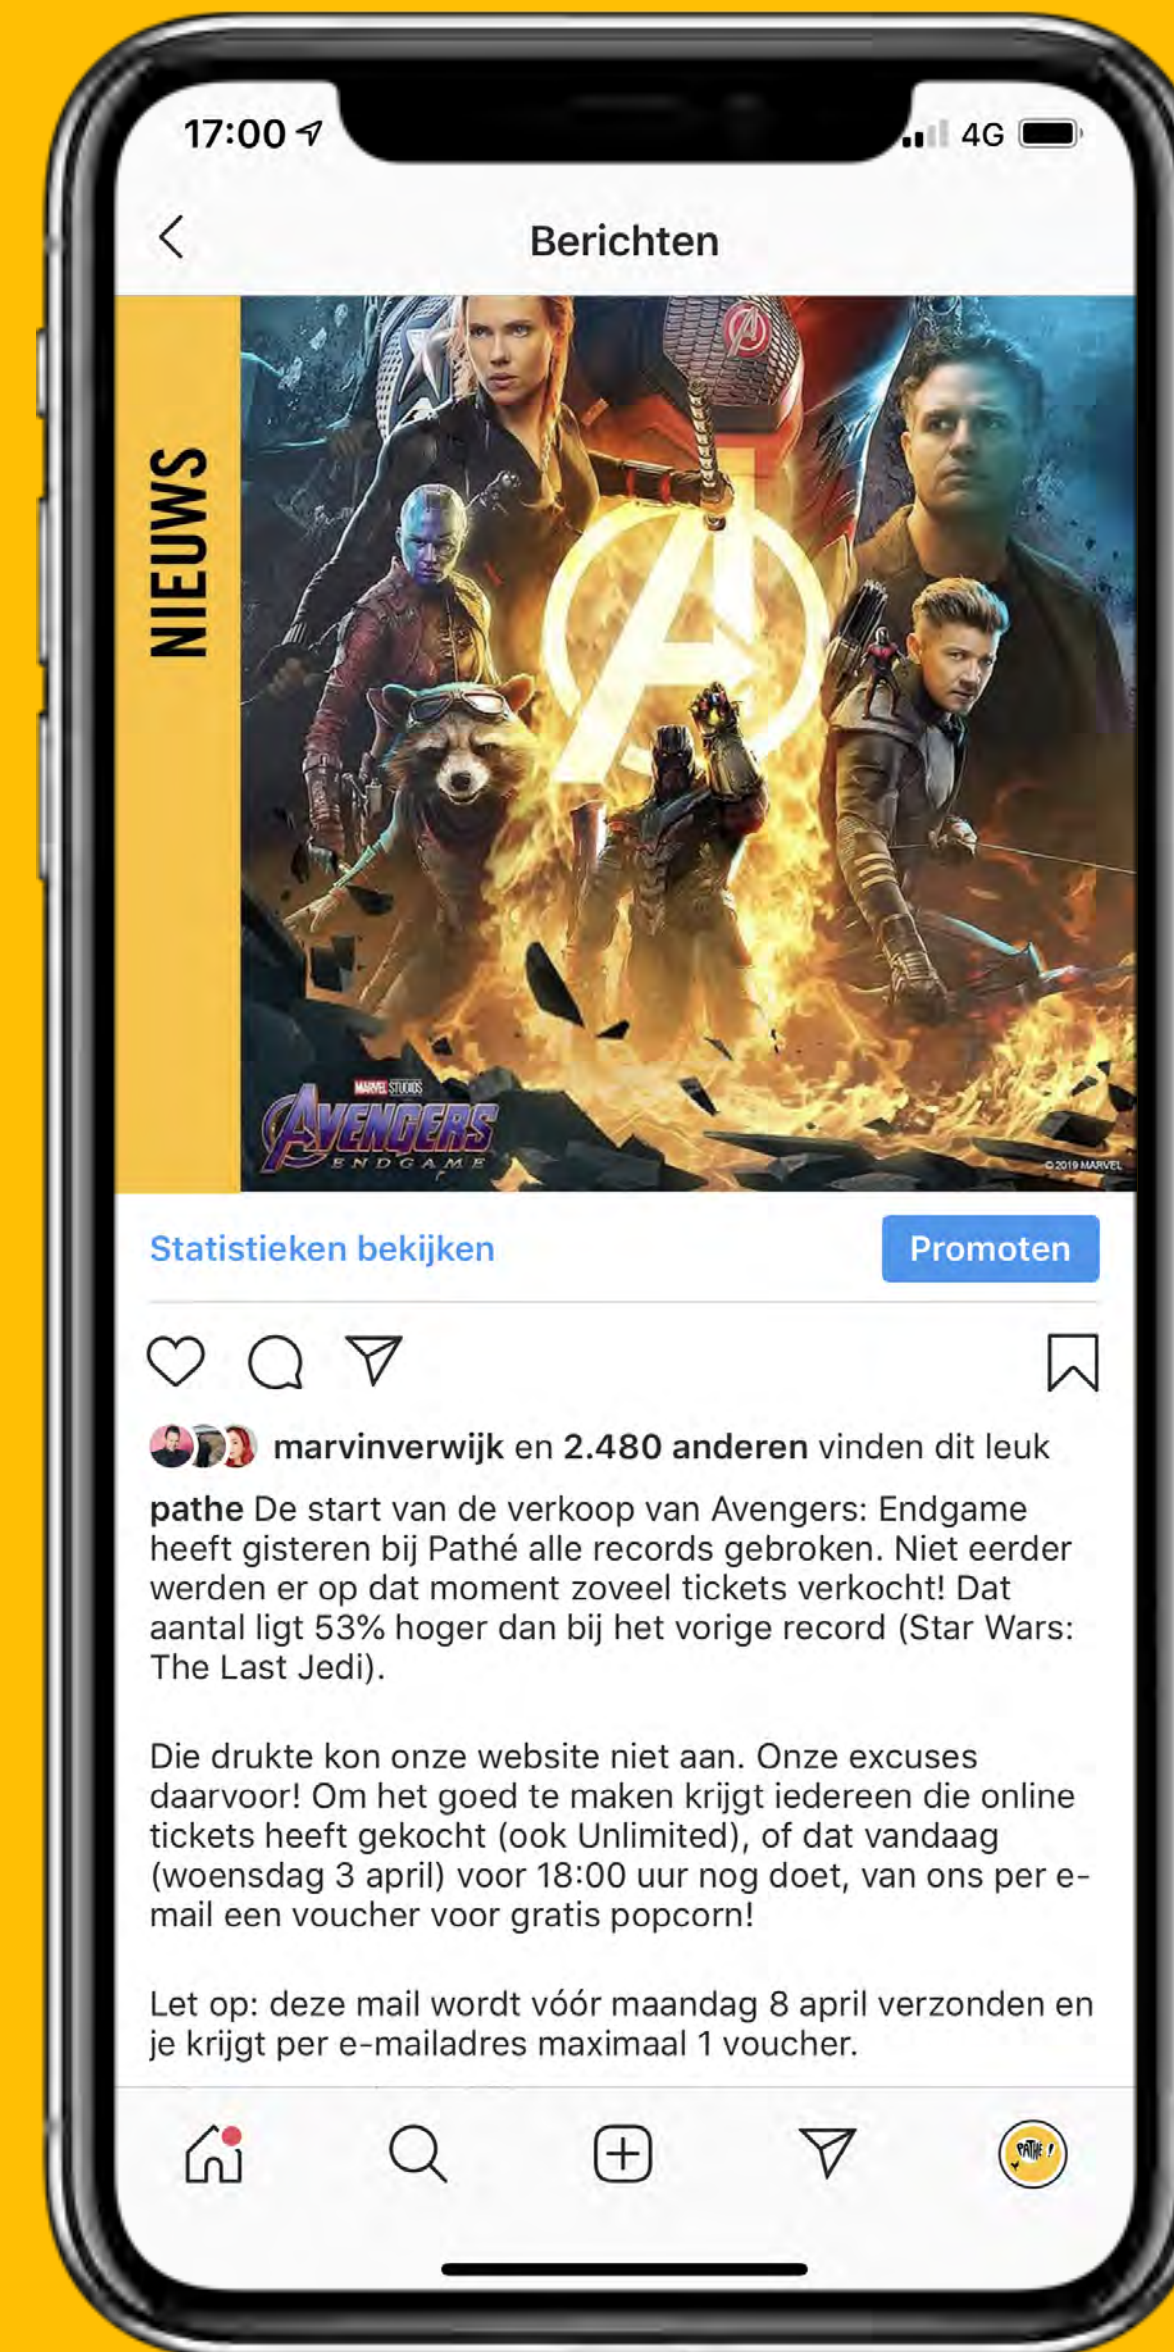 17:00
4G
Berichten
NIEUWS
MARVEL STUDIOS
AVENGERS
ENDGAME
© 2019 MARVEL
Statistieken bekijken
Promoten
marvinverwijk en 2.480 anderen vinden dit leuk
pathe De start van de verkoop van Avengers: Endgame
heeft gisteren bij Pathé alle records gebroken. Niet eerder
werden er op dat moment zoveel tickets verkocht! Dat
aantal ligt 53% hoger dan bij het vorige record (Star Wars:
The Last Jedi).
Die drukte kon onze website niet aan. Onze excuses
daarvoor! Om het goed te maken krijgt iedereen die online
tickets heeft gekocht (ook Unlimited), of dat vandaag
(woensdag 3 april) voor 18:00 uur nog doet, van ons per e-
mail een voucher voor gratis popcorn!
Let op: deze mail wordt vóór maandag 8 april verzonden en
je krijgt per e-mailadres maximaal 1 voucher.
PATHE !